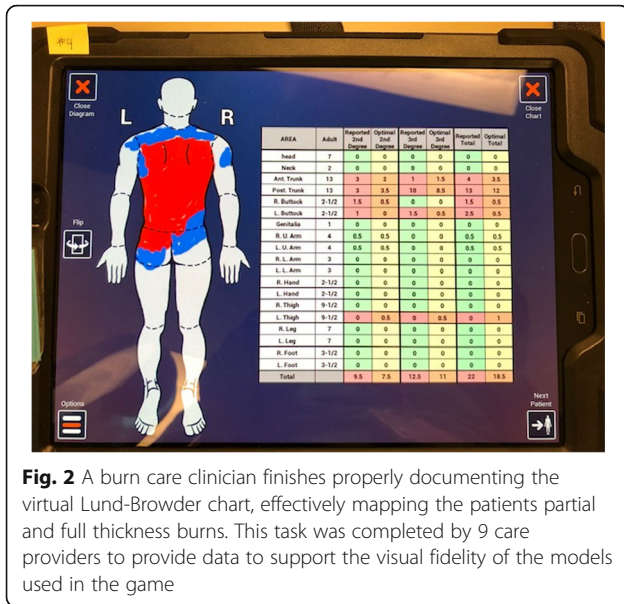 #4
Close
Diagram
L R
Close
Chart
Flip
Options
Next
Patient
AREA Adult Reported 2nd Degree Optimal 2nd Degree Reported 3rd Degree Optimal 3rd Degree Reported Total Optimal Total
head 7 0 0 0 0 0 0
Neck 2 0 0 0 0 0 0
Ant. Trunk 13 3 2 1 1.5 4 3.5
Post. Trunk 13 3 3.5 10 8.5 13 12
R. Buttock 2-1/2 1.5 0.5 0 0 1.5 0.5
L. Buttock 2-1/2 1 0 1.5 0.5 2.5 0.5
Genitalia 1 0 0 0 0 0 0
R. U. Arm 4 0.5 0.5 0 0 0.5 0.5
L. U. Arm 4 0.5 0.5 0 0 0.5 0.5
R. L. Arm 3 0 0 0 0 0 0
L. L. Arm 3 0 0 0 0 0 0
R. Hand 2-1/2 0 0 0 0 0 0
L. Hand 2-1/2 0 0 0 0 0 0
R. Thigh 9-1/2 0 0 0 0 0 0
L. Thigh 9-1/2 0 0.5 0 0.5 0 1
R. Leg 7 0 0 0 0 0 0
L. Leg 7 0 0 0 0 0 0
R. Foot 3-1/2 0 0 0 0 0 0
L. Foot 3-1/2 0 0 0 0 0 0
Total 9.5 7.5 12.5 11 22 18.5
Fig. 2 A burn care clinician finishes properly documenting the
virtual Lund-Browder chart, effectively mapping the patients partial
and full thickness burns. This task was completed by 9 care
providers to provide data to support the visual fidelity of the models
used in the game